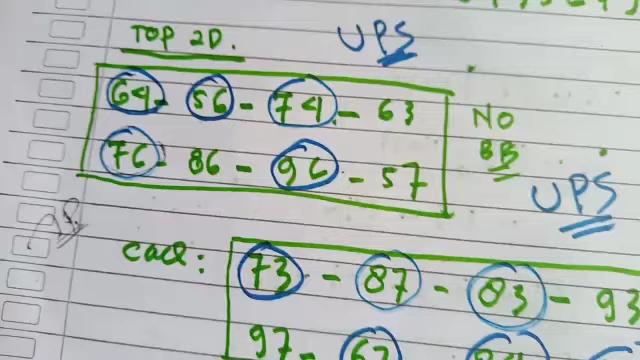 TOP 2D.
UPS
64 - 56 - 74 - 63
76 - 86 - 96 - 57
NO
BB
UPS
CADE: 73 - 87 - 83 - 93
97 - 67